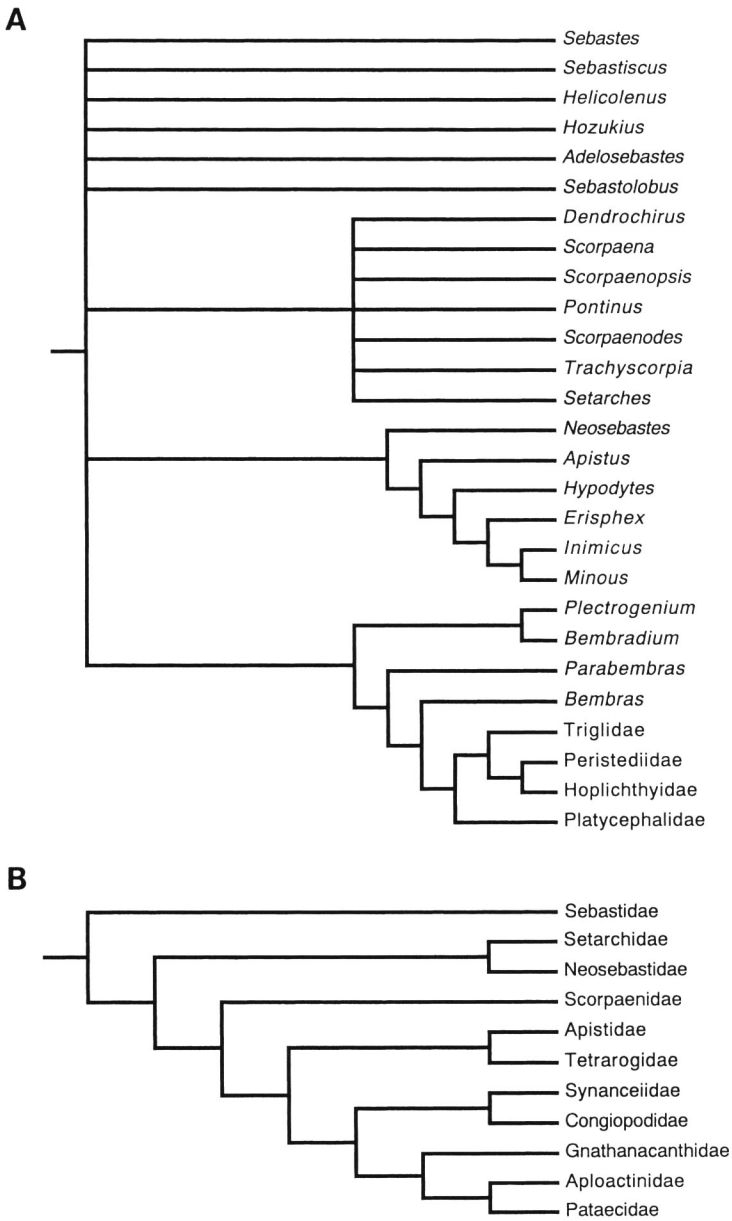 A
Sebastes
Sebastiscus
Helicolenus
Hozukius
Adelosebastes
Sebastolobus
Dendrochirus
Scorpaena
Scorpaenopsis
Pontinus
Scorpaenodes
Trachyscorpia
Setarches
Neosebastes
Apistus
Hypodytes
Erisphex
Inimicus
Minous
Plectrogenium
Bembradium
Parabembras
Bembras
Triglidae
Peristediidae
Hoplichthyidae
Platycephalidae
B
Sebastidae
Setarchidae
Neosebastidae
Scorpaenidae
Apistidae
Tetrarogidae
Synanceiidae
Congiopodidae
Gnathanacanthidae
Aploactinidae
Pataecidae